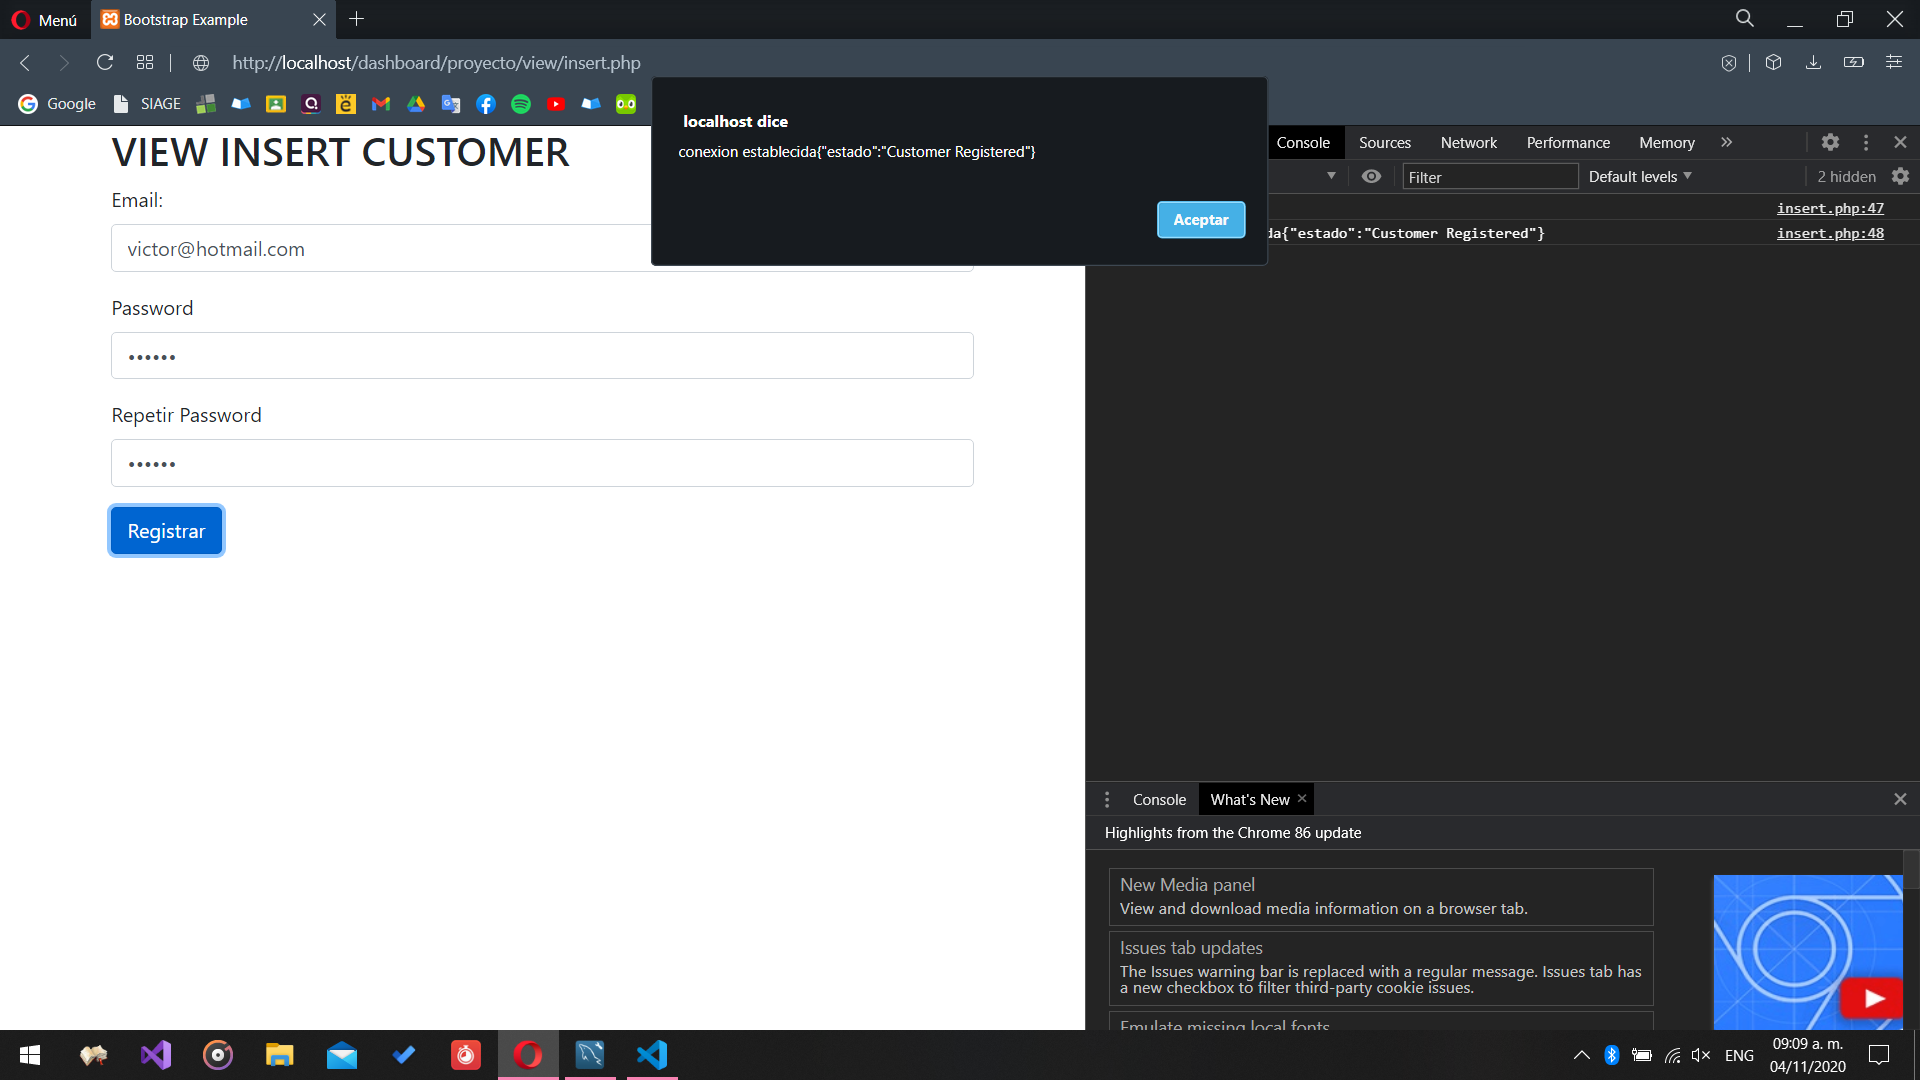 Menú
Bootstrap Example
http://localhost/dashboard/proyecto/view/insert.php
Google
SIAGE
localhost dice
conexion establecida{"estado":"Customer Registered"}
Aceptar
VIEW INSERT CUSTOMER
Email:
victor@hotmail.com
Password
••••••
Repetir Password
••••••
Registrar
Console
Sources
Network
Performance
Memory
Filter
Default levels
2 hidden
insert.php:47
da{"estado":"Customer Registered"}
insert.php:48
Console
What's New
Highlights from the Chrome 86 update
New Media panel
View and download media information on a browser tab.
Issues tab updates
The Issues warning bar is replaced with a regular message. Issues tab has
a new checkbox to filter third-party cookie issues.
Emulate missing local fonts
ENG
09:09 a. m.
04/11/2020